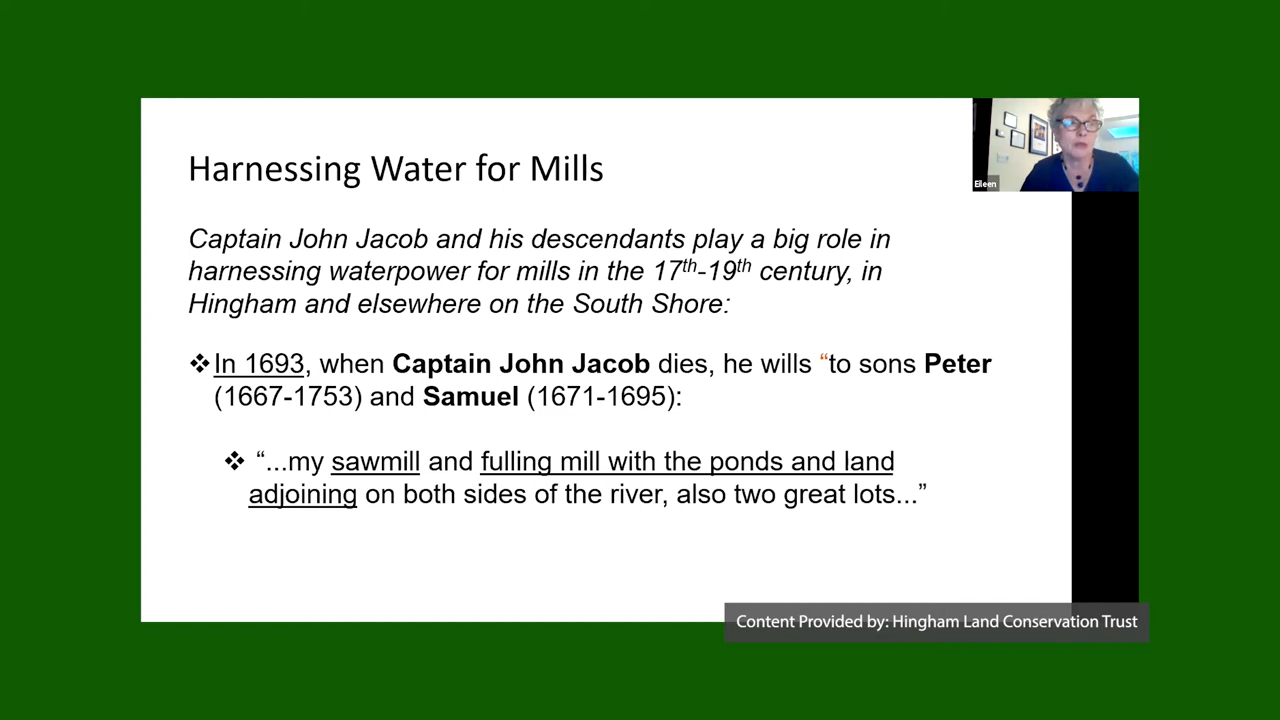 Harnessing Water for Mills
Eileen
Captain John Jacob and his descendants play a big role in
harnessing waterpower for mills in the 17th-19th century, in
Hingham and elsewhere on the South Shore:
❖In 1693, when Captain John Jacob dies, he wills “to sons Peter
(1667-1753) and Samuel (1671-1695):
❖ “...my sawmill and fulling mill with the ponds and land
adjoining on both sides of the river, also two great lots...”
Content Provided by: Hingham Land Conservation Trust